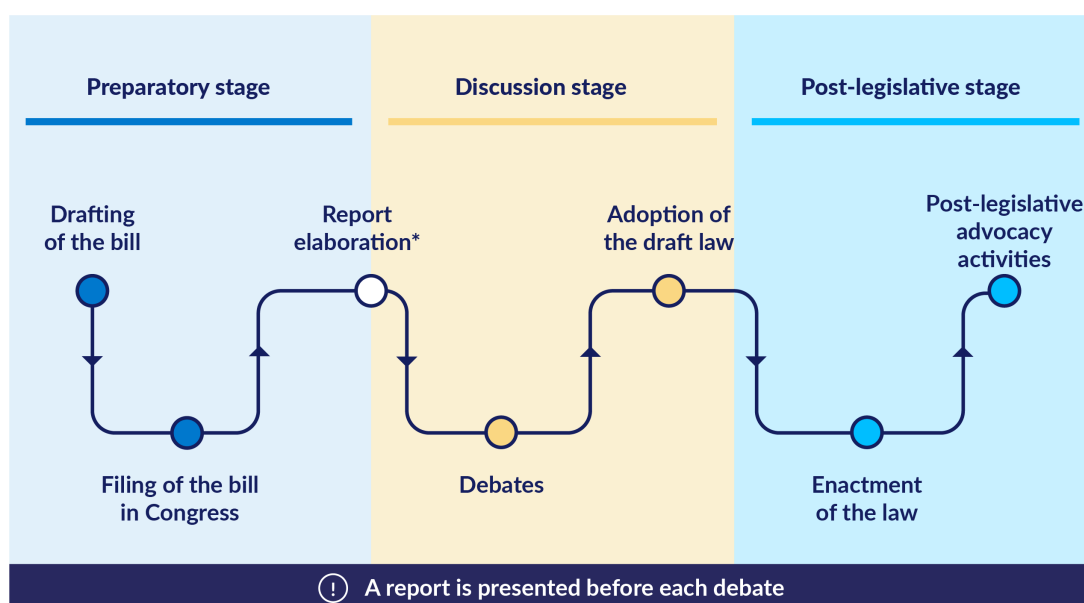 Preparatory stage
Discussion stage
Post-legislative stage
Drafting
of the bill
Filing of the bill
in Congress
Report
elaboration*
Debates
Adoption of
the draft law
Enactment
of the law
Post-legislative
advocacy
activities
! A report is presented before each debate